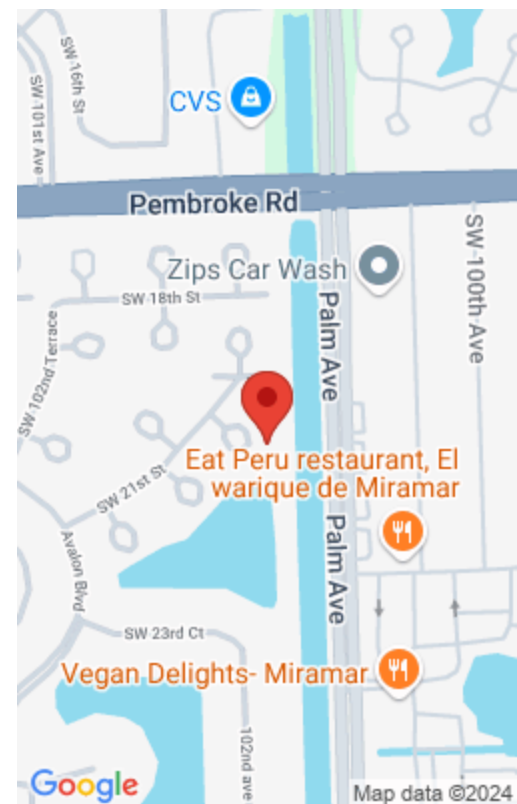 SW 16th St
SW 101st Ave
CVS
Pembroke Rd
Zips Car Wash
SW 18th St
SW 100th Ave
Palm Ave
SW 102nd Terrace
Eat Peru restaurant, El
warique de Miramar
SW 21st St
Palm Ave
Avalon Blvd
SW 23rd Ct
Vegan Delights- Miramar
102nd ave
Google
Map data ©2024